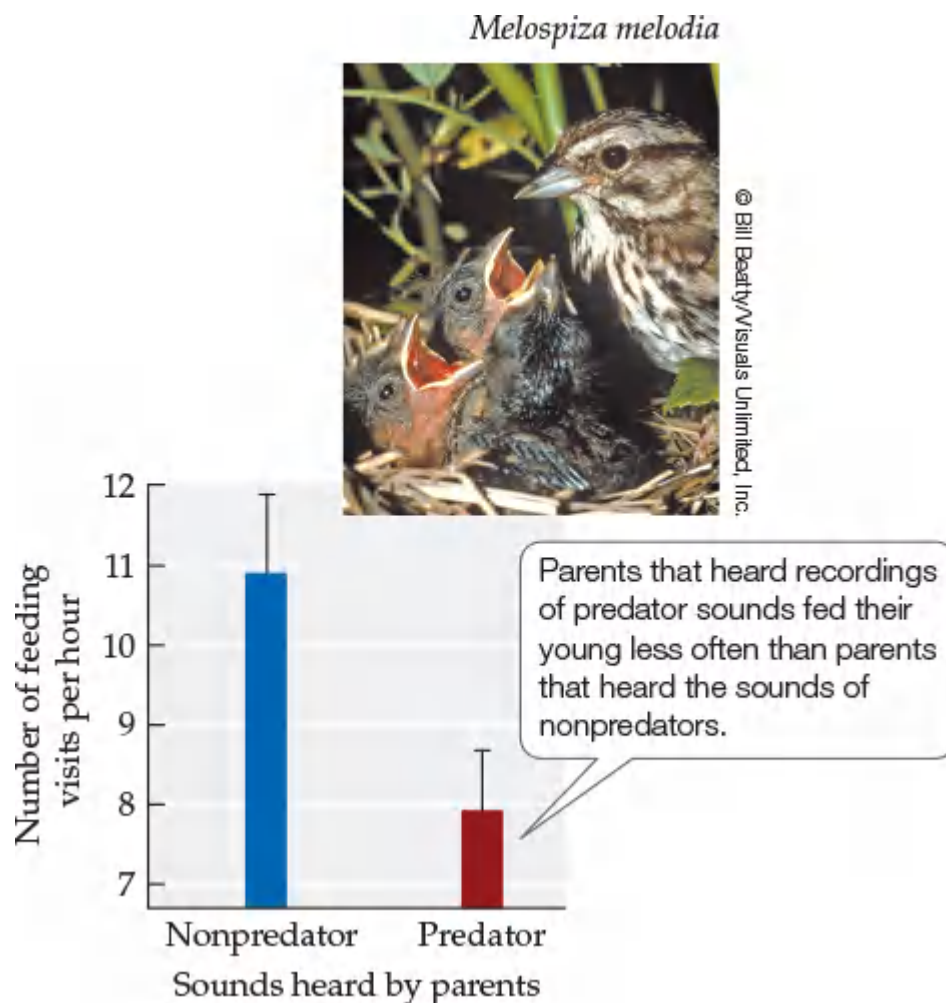 Melospiza melodia
© Bill Beatty/Visuals Unlimited, Inc.
12
11
10
9
8
7
Number of feeding
visits per hour
Parents that heard recordings
of predator sounds fed their
young less often than parents
that heard the sounds of
nonpredators.
Nonpredator Predator
Sounds heard by parents